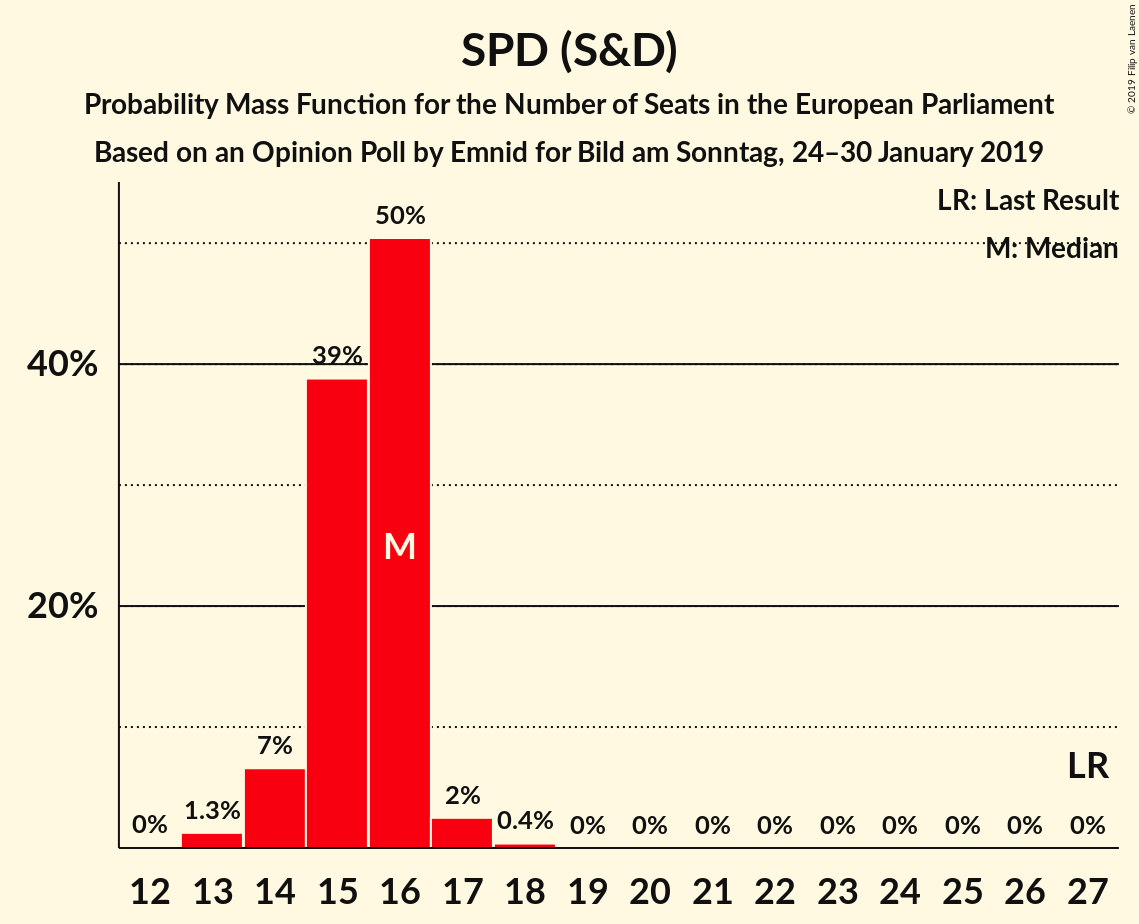 SPD (S&D)
Probability Mass Function for the Number of Seats in the European Parliament
Based on an Opinion Poll by Emnid for Bild am Sonntag, 24–30 January 2019
© 2019 Filip van Laenen
LR: Last Result
M: Median
40%
20%
0%
1.3%
7%
39%
50%
M
2%
0.4%
0%
0%
0%
0%
0%
0%
0%
0%
0%
LR
12 13 14 15 16 17 18 19 20 21 22 23 24 25 26 27